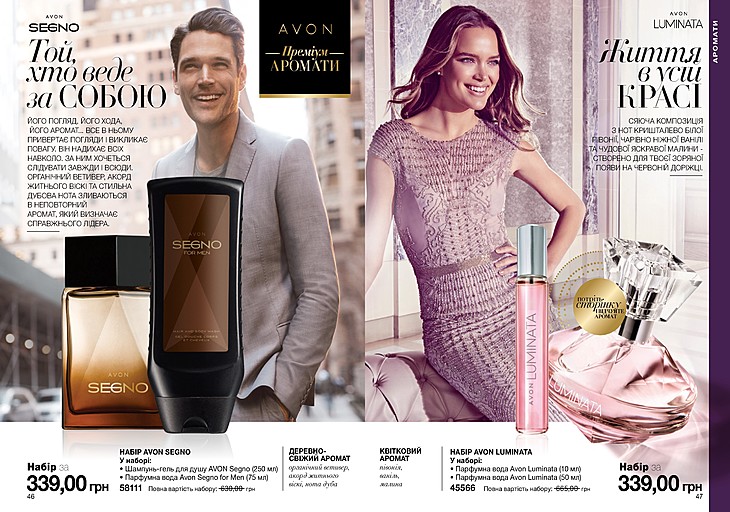 AVON
SEGNO
Той,
хто веде
за СОБОЮ
ЙОГО ПОГЛЯД, ЙОГО ХОДА,
ЙОГО АРОМАТ... ВСЕ В НЬОМУ
ПРИВЕРТАЄ ПОГЛЯДИ І ВИКЛИКАЄ
ПОВАГУ. ВІН НАДИХАЄ ВСІХ
НАВКОЛО. ЗА НИМ ХОЧЕТЬСЯ
СЛІДУВАТИ ЗАВЖДИ І ВСЮДИ.
ОРГАНІЧНИЙ ВЕТИВЕР, АКОРД
ЖИТНЬОГО ВІСКІ ТА СТИЛЬНА
ДУБОВА НОТА ЗЛИВАЮТЬСЯ
В НЕПОВТОРНИЙ
АРОМАТ, ЯКИЙ ВИЗНАЧАЄ
СПРАВЖНЬОГО ЛІДЕРА.
AVON
Преміум
АРОМАТИ
AVON
LUMINATA
Життя
в усій
КРАСІ
СЯЮЧА КОМПОЗИЦІЯ
З НОТ КРИШТАЛЕВО БІЛОЇ
ПІВОНІЇ, ЧАРІВНО НІЖНОЇ ВАНІЛІ
ТА ЧУДОВОЇ ЯСКРАВОЇ МАЛИНИ -
СТВОРЕНО ДЛЯ ТВОЄЇ ЗОРЯНОЇ
ПОЯВИ НА ЧЕРВОНІЙ ДОРІЖЦІ.
АРОМАТИ
AVON
SEGNO
FOR MEN
AVON
SEGNO
AVON LUMINATA
LUMINATA
ПОТРІТЬ
сторінку
І ВІДЧУЙТЕ
АРОМАТ
Набір за
339,00 грн
46
НАБІР AVON SEGNO
У наборі:
• Шампунь-гель для душу AVON Segno (250 мл)
• Парфумна вода Avon Segno for Men (75 мл)
58111 Повна вартість набору: 630,00 грн
ДЕРЕВНО-
СВІЖИЙ АРОМАТ
органічний ветивер,
акорд житнього
віскі, нота дуба
КВІТКОВИЙ
АРОМАТ
півонія,
ваніль,
малина
НАБІР AVON LUMINATA
У наборі:
• Парфумна вода Avon Luminata (10 мл)
• Парфумна вода Avon Luminata (50 мл)
45566 Повна вартість набору: 665,00 грн
Набір за
339,00 грн
47